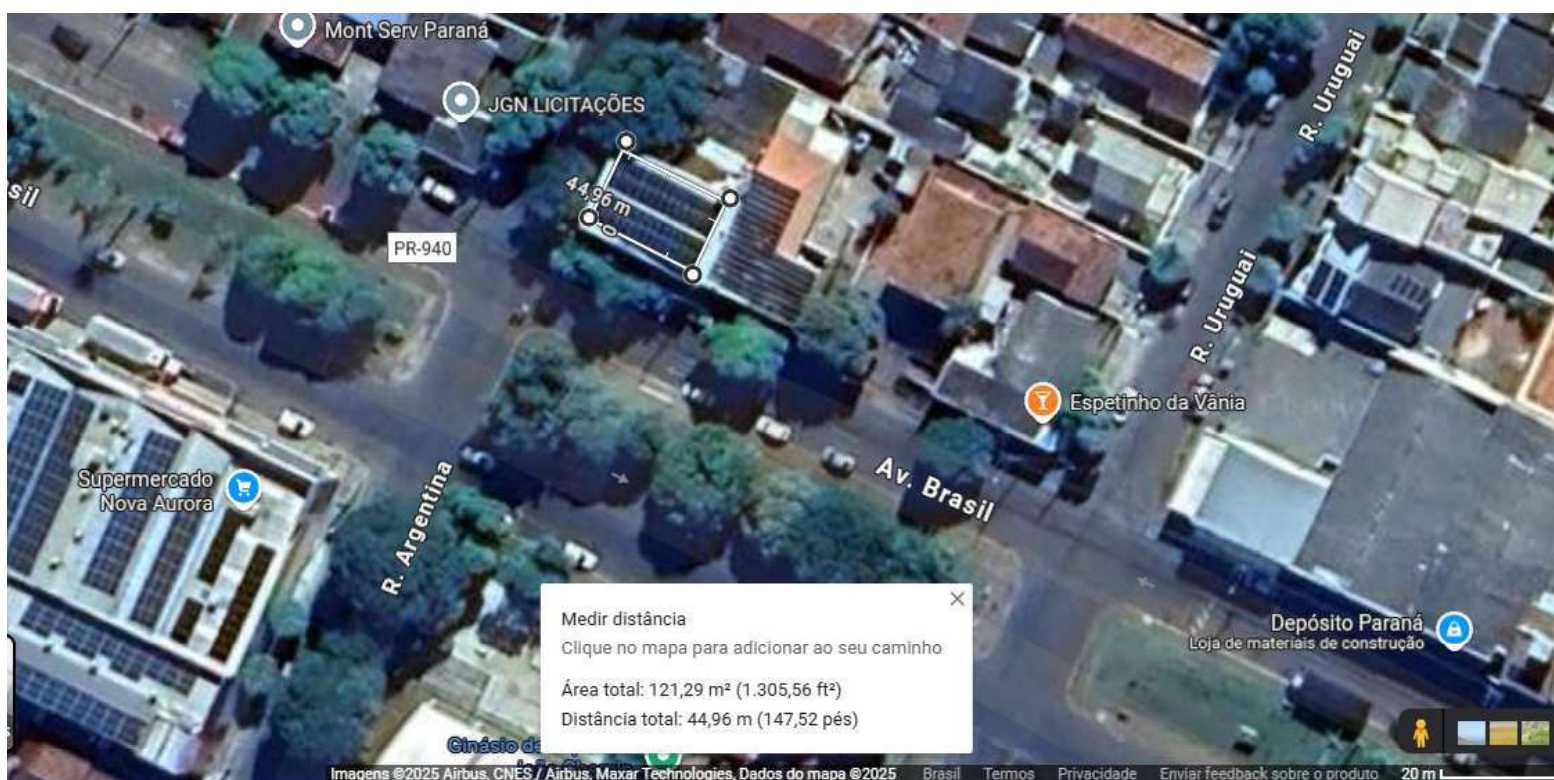 Mont Serv Paraná
JGN LICITAÇÕES
R. Uruguai
sil
44,96 m
PR-940
R. Uruguai
Espetinho da Vânia
Supermercado
Nova Aurora
R. Argentina
Av. Brasil
Medir distância
Clique no mapa para adicionar ao seu caminho
Área total: 121,29 m² (1.305,56 ft²)
Distância total: 44,96 m (147,52 pés)
Depósito Paraná
Loja de materiais de construção
Ginásio de
Imagens ©2025 Airbus, CNES / Airbus, Maxar Technologies, Dados do mapa ©2025 Brasil Termos Privacidade Enviar feedback sobre o produto 20 m